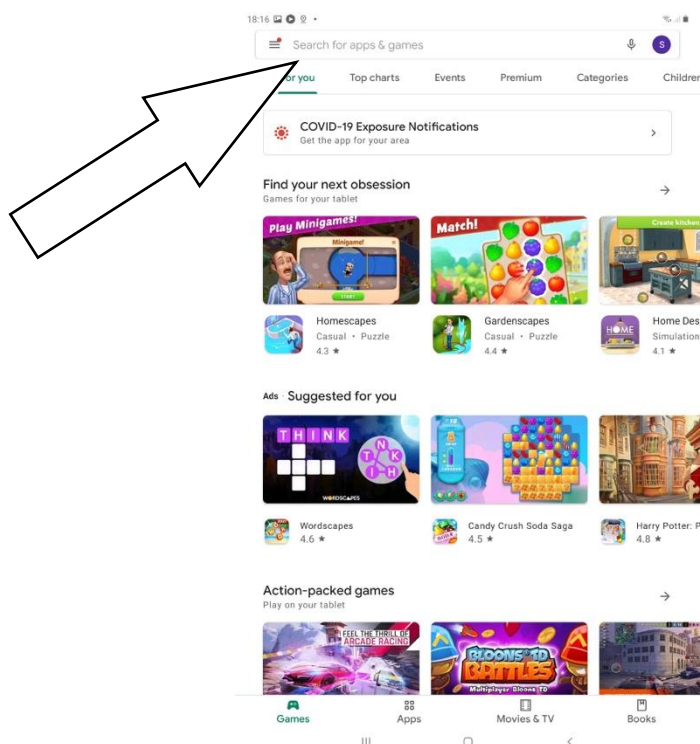 18:16
Search for apps & games
S
or you Top charts Events Premium Categories Children
COVID-19 Exposure Notifications
Get the app for your area
Find your next obsession
Games for your tablet
Play Minigames!
Minigame!
START
Match!
Create kitchen
Homescapes
Casual • Puzzle
4.3 ★
Gardenscapes
Casual • Puzzle
4.4 ★
HOME
Home Des
Simulation
4.1 ★
Ads · Suggested for you
THINK
N
T K
I H
WORDSCAPES
Wordscapes
4.6 ★
Candy Crush Soda Saga
4.5 ★
Harry Potter: P
4.8 ★
Action-packed games
Play on your tablet
FEEL THE THRILL OF
ARCADE RACING
BLOONS TD
BATTLES
Multiplayer Bloons TD
Games Apps Movies & TV Books